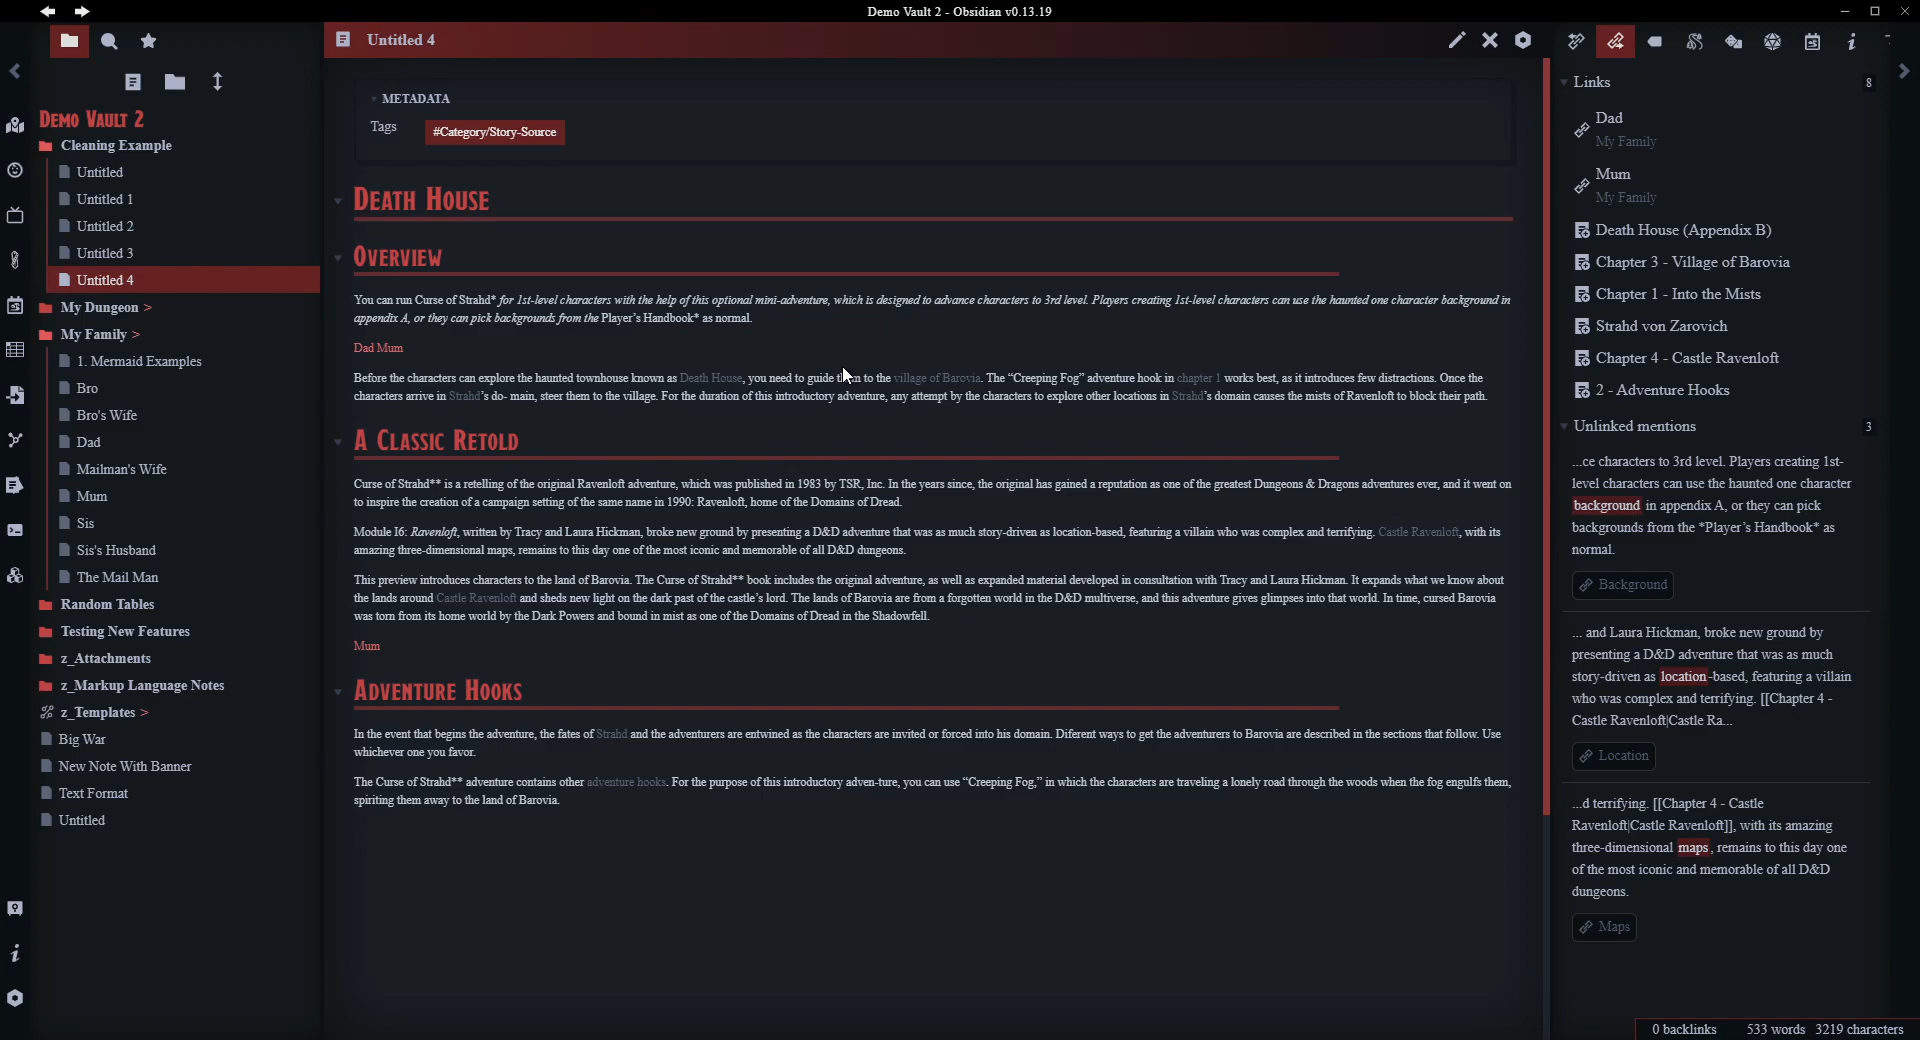 Demo Vault 2 - Obsidian v0.13.19
Untitled 4
DEMO VAULT 2
Cleaning Example
Untitled
Untitled 1
Untitled 2
Untitled 3
Untitled 4
My Dungeon >
My Family >
1. Mermaid Examples
Bro
Bro's Wife
Dad
Mailman's Wife
Mum
Sis
Sis's Husband
The Mail Man
Random Tables
Testing New Features
z_Attachments
z_Markup Language Notes
z_Templates >
Big War
New Note With Banner
Text Format
Untitled
METADATA
Tags #Category/Story-Source
DEATH HOUSE
OVERVIEW
You can run Curse of Strahd* for 1st-level characters with the help of this optional mini-adventure, which is designed to advance characters to 3rd level. Players creating 1st-level characters can use the haunted one character background in
appendix A, or they can pick backgrounds from the Player's Handbook* as normal.
Dad Mum
Before the characters can explore the haunted townhouse known as Death House, you need to guide them to the village of Barovia. The “Creeping Fog” adventure hook in chapter 1 works best, as it introduces few distractions. Once the
characters arrive in Strahd's do- main, steer them to the village. For the duration of this introductory adventure, any attempt by the characters to explore other locations in Strahd's domain causes the mists of Ravenloft to block their path.
A CLASSIC RETOLD
Curse of Strahd** is a retelling of the original Ravenloft adventure, which was published in 1983 by TSR, Inc. In the years since, the original has gained a reputation as one of the greatest Dungeons & Dragons adventures ever, and it went on
to inspire the creation of a campaign setting of the same name in 1990: Ravenloft, home of the Domains of Dread.
Module I6: Ravenloft, written by Tracy and Laura Hickman, broke new ground by presenting a D&D adventure that was as much story-driven as location-based, featuring a villain who was complex and terrifying. Castle Ravenloft, with its
amazing three-dimensional maps, remains to this day one of the most iconic and memorable of all D&D dungeons.
This preview introduces characters to the land of Barovia. The Curse of Strahd** book includes the original adventure, as well as expanded material developed in consultation with Tracy and Laura Hickman. It expands what we know about
the lands around Castle Ravenloft and sheds new light on the dark past of the castle's lord. The lands of Barovia are from a forgotten world in the D&D multiverse, and this adventure gives glimpses into that world. In time, cursed Barovia
was torn from its home world by the Dark Powers and bound in mist as one of the Domains of Dread in the Shadowfell.
Mum
ADVENTURE HOOKS
In the event that begins the adventure, the fates of Strahd and the adventurers are entwined as the characters are invited or forced into his domain. Diferent ways to get the adventurers to Barovia are described in the sections that follow. Use
whichever one you favor.
The Curse of Strahd** adventure contains other adventure hooks. For the purpose of this introductory adven-ture, you can use “Creeping Fog,” in which the characters are traveling a lonely road through the woods when the fog engulfs them,
spiriting them away to the land of Barovia.
Links 8
Dad
My Family
Mum
My Family
Death House (Appendix B)
Chapter 3 - Village of Barovia
Chapter 1 - Into the Mists
Strahd von Zarovich
Chapter 4 - Castle Ravenloft
2 - Adventure Hooks
Unlinked mentions 3
...ce characters to 3rd level. Players creating 1st-
level characters can use the haunted one character
background in appendix A, or they can pick
backgrounds from the *Player's Handbook* as
normal.
Background
... and Laura Hickman, broke new ground by
presenting a D&D adventure that was as much
story-driven as location-based, featuring a villain
who was complex and terrifying. [[Chapter 4 -
Castle Ravenloft|Castle Ra...
Location
...d terrifying. [[Chapter 4 - Castle
Ravenloft|Castle Ravenloft]], with its amazing
three-dimensional maps, remains to this day one
of the most iconic and memorable of all D&D
dungeons.
Maps
0 backlinks 533 words 3219 characters